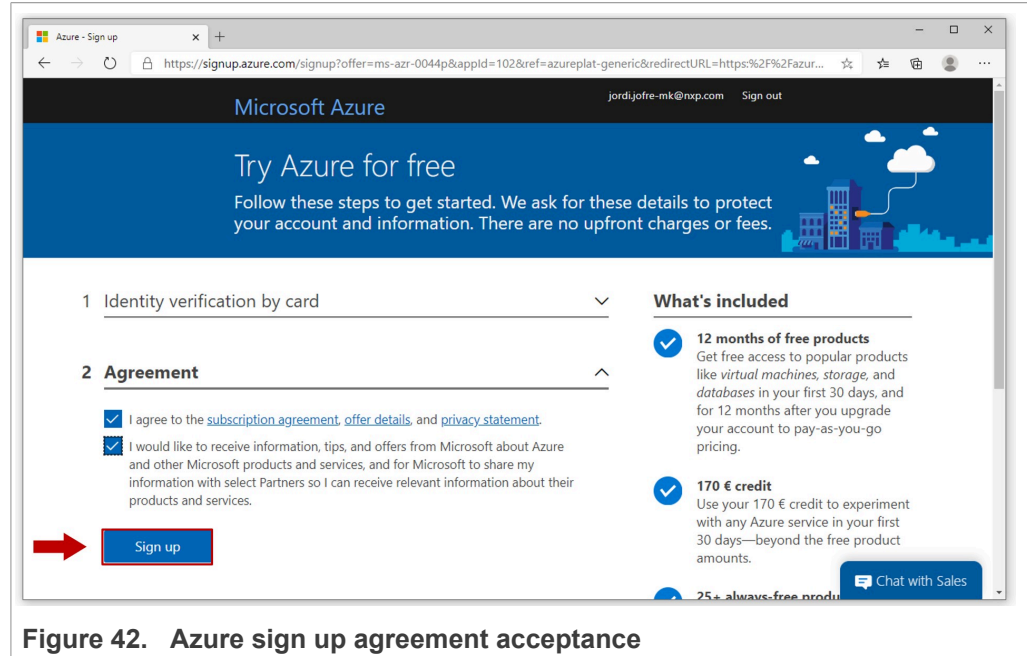 Azure - Sign up
https://signup.azure.com/signup?offer=ms-azr-0044p&appId=102&ref=azureplat-generic&redirectURL=https:%2F%2Fazur...
Microsoft Azure
jordi.jofre-mk@nxp.com Sign out
Try Azure for free
Follow these steps to get started. We ask for these details to protect
your account and information. There are no upfront charges or fees.
1 Identity verification by card
2 Agreement
I agree to the subscription agreement, offer details, and privacy statement.
I would like to receive information, tips, and offers from Microsoft about Azure
and other Microsoft products and services, and for Microsoft to share my
information with select Partners so I can receive relevant information about their
products and services.
Sign up
What's included
12 months of free products
Get free access to popular products
like virtual machines, storage, and
databases in your first 30 days, and
for 12 months after you upgrade
your account to pay-as-you-go
pricing.
170 € credit
Use your 170 € credit to experiment
with any Azure service in your first
30 days—beyond the free product
amounts.
25+ always-free produ
Chat with Sales
Figure 42. Azure sign up agreement acceptance